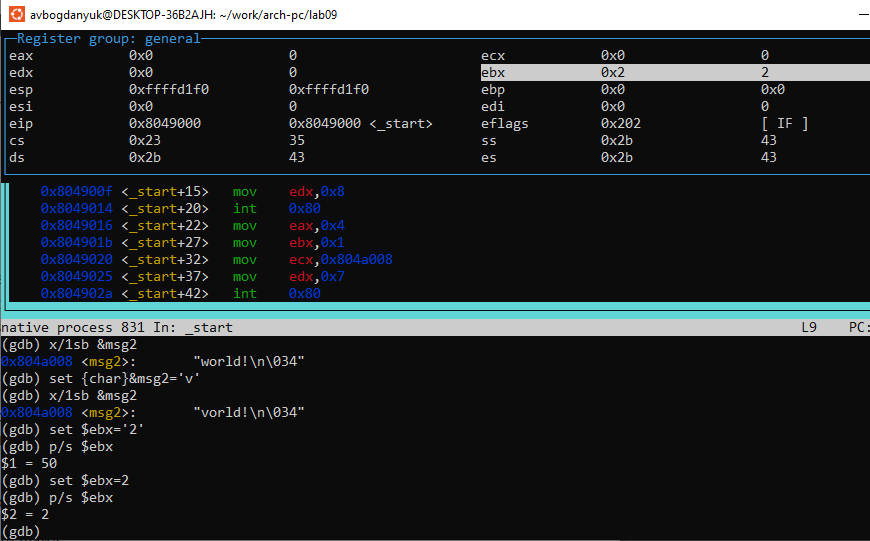 avbogdanyuk@DESKTOP-36B2AJH: ~/work/arch-pc/lab09
Register group: general
eax 0x0 0 ecx 0x0 0
edx 0x0 0 ebx 0x2 2
esp 0xffffd1f0 0xffffd1f0 ebp 0x0 0x0
esi 0x0 0 edi 0x0 0
eip 0x8049000 0x8049000 <_start> eflags 0x202 [ IF ]
cs 0x23 35 ss 0x2b 43
ds 0x2b 43 es 0x2b 43
0x804900f <_start+15> mov edx,0x8
0x8049014 <_start+20> int 0x80
0x8049016 <_start+22> mov eax,0x4
0x804901b <_start+27> mov ebx,0x1
0x8049020 <_start+32> mov ecx,0x804a008
0x8049025 <_start+37> mov edx,0x7
0x804902a <_start+42> int 0x80
native process 831 In: _start L9 PC:
(gdb) x/1sb &msg2
0x804a008 <msg2>: "world!\n\034"
(gdb) set {char}&msg2='v'
(gdb) x/1sb &msg2
0x804a008 <msg2>: "vorld!\n\034"
(gdb) set $ebx='2'
(gdb) p/s $ebx
$1 = 50
(gdb) set $ebx=2
(gdb) p/s $ebx
$2 = 2
(gdb)